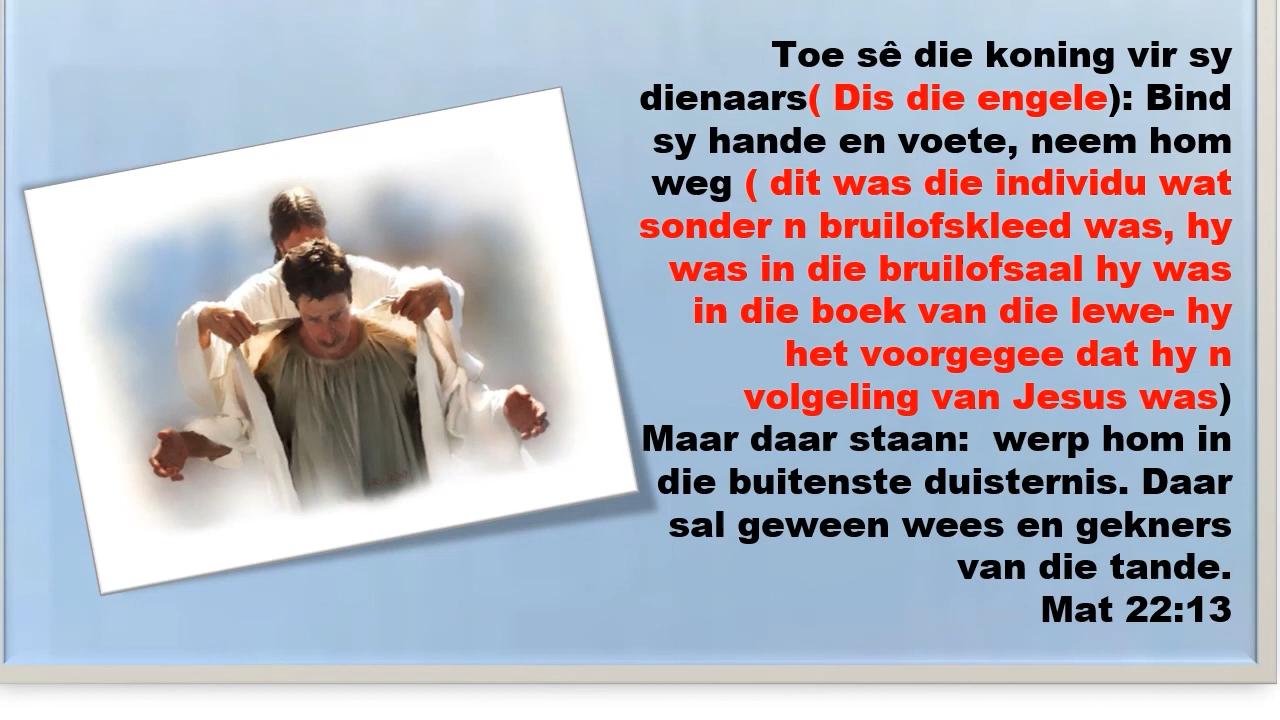 Toe sê die koning vir sy
dienaars( Dis die engele): Bind
sy hande en voete, neem hom
weg ( dit was die individu wat
sonder n bruilofskleed was, hy
was in die bruilofsaal hy was
in die boek van die lewe- hy
het voorgegee dat hy n
volgeling van Jesus was)
Maar daar staan:  werp hom in
die buitenste duisternis. Daar
sal geween wees en gekners
van die tande.
Mat 22:13